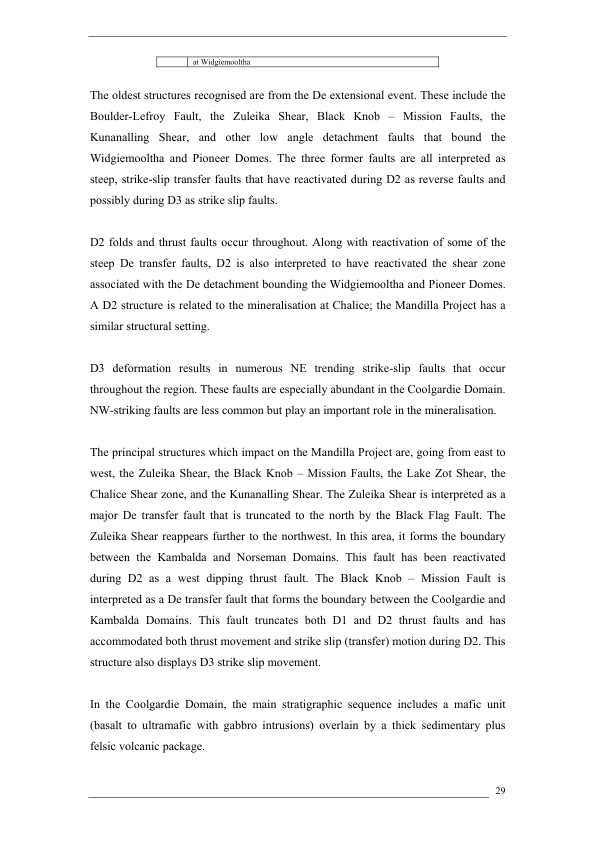 at Widgiemooltha
The oldest structures recognised are from the De extensional event. These include the
Boulder-Lefroy Fault, the Zuleika Shear, Black Knob – Mission Faults, the
Kunanalling Shear, and other low angle detachment faults that bound the
Widgiemooltha and Pioneer Domes. The three former faults are all interpreted as
steep, strike-slip transfer faults that have reactivated during D2 as reverse faults and
possibly during D3 as strike slip faults.
D2 folds and thrust faults occur throughout. Along with reactivation of some of the
steep De transfer faults, D2 is also interpreted to have reactivated the shear zone
associated with the De detachment bounding the Widgiemooltha and Pioneer Domes.
A D2 structure is related to the mineralisation at Chalice; the Mandilla Project has a
similar structural setting.
D3 deformation results in numerous NE trending strike-slip faults that occur
throughout the region. These faults are especially abundant in the Coolgardie Domain.
NW-striking faults are less common but play an important role in the mineralisation.
The principal structures which impact on the Mandilla Project are, going from east to
west, the Zuleika Shear, the Black Knob – Mission Faults, the Lake Zot Shear, the
Chalice Shear zone, and the Kunanalling Shear. The Zuleika Shear is interpreted as a
major De transfer fault that is truncated to the north by the Black Flag Fault. The
Zuleika Shear reappears further to the northwest. In this area, it forms the boundary
between the Kambalda and Norseman Domains. This fault has been reactivated
during D2 as a west dipping thrust fault. The Black Knob – Mission Fault is
interpreted as a De transfer fault that forms the boundary between the Coolgardie and
Kambalda Domains. This fault truncates both D1 and D2 thrust faults and has
accommodated both thrust movement and strike slip (transfer) motion during D2. This
structure also displays D3 strike slip movement.
In the Coolgardie Domain, the main stratigraphic sequence includes a mafic unit
(basalt to ultramafic with gabbro intrusions) overlain by a thick sedimentary plus
felsic volcanic package.
29